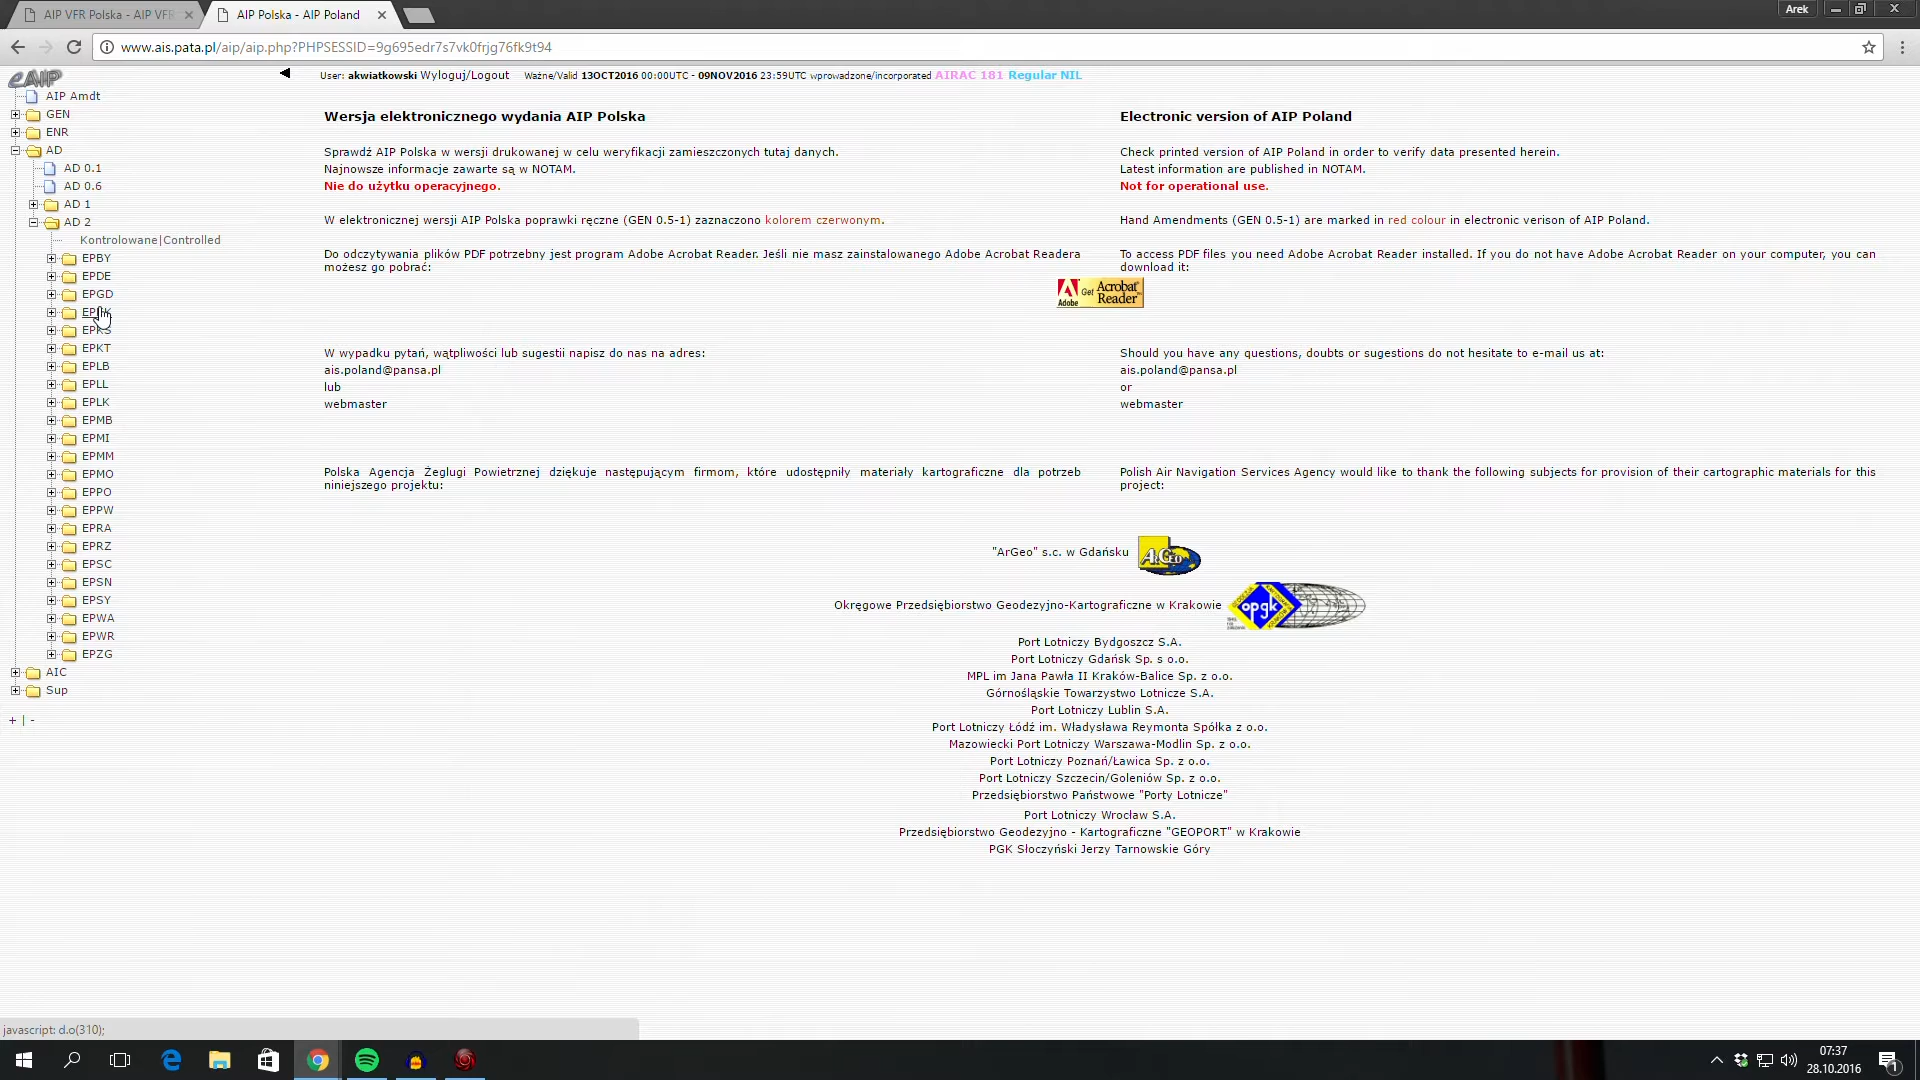 AIP VFR Polska - AIP VFR
AIP Polska - AIP Poland
Arek
www.ais.pata.pl/aip/aip.php?PHPSESSID=9g695edr7s7vk0frjg76fk9t94
eAIP
User: akwiatkowski Wyloguj/Logout Ważne/Valid 13OCT2016 00:00UTC - 09NOV2016 23:59UTC wprowadzone/incorporated AIRAC 181 Regular NIL
AIP Amdt
GEN
ENR
AD
AD 0.1
AD 0.6
AD 1
AD 2
Kontrolowane|Controlled
EPBY
EPDE
EPGD
EPKS
EPKT
EPLB
EPLL
EPLK
EPMB
EPMI
EPMM
EPMO
EPPO
EPPW
EPRA
EPRZ
EPSC
EPSN
EPSY
EPWA
EPWR
EPZG
AIC
Sup
+ | -
Wersja elektronicznego wydania AIP Polska
Sprawdź AIP Polska w wersji drukowanej w celu weryfikacji zamieszczonych tutaj danych.
Najnowsze informacje zawarte są w NOTAM.
Nie do użytku operacyjnego.
W elektronicznej wersji AIP Polska poprawki ręczne (GEN 0.5-1) zaznaczono kolorem czerwonym.
Do odczytywania plików PDF potrzebny jest program Adobe Acrobat Reader. Jeśli nie masz zainstalowanego Adobe Acrobat Readera
możesz go pobrać:
Electronic version of AIP Poland
Check printed version of AIP Poland in order to verify data presented herein.
Latest information are published in NOTAM.
Not for operational use.
Hand Amendments (GEN 0.5-1) are marked in red colour in electronic verison of AIP Poland.
To access PDF files you need Adobe Acrobat Reader installed. If you do not have Adobe Acrobat Reader on your computer, you can
download it:
Adobe Get Acrobat Reader
W wypadku pytań, wątpliwości lub sugestii napisz do nas na adres:
ais.poland@pansa.pl
lub
webmaster
Should you have any questions, doubts or sugestions do not hesitate to e-mail us at:
ais.poland@pansa.pl
or
webmaster
Polska Agencja Żeglugi Powietrznej dziękuje następującym firmom, które udostępniły materiały kartograficzne dla potrzeb
niniejszego projektu:
Polish Air Navigation Services Agency would like to thank the following subjects for provision of their cartographic materials for this
project:
"ArGeo" s.c. w Gdańsku
ArGEO
Okręgowe Przedsiębiorstwo Geodezyjno-Kartograficzne w Krakowie
opgk
Port Lotniczy Bydgoszcz S.A.
Port Lotniczy Gdańsk Sp. s o.o.
MPL im Jana Pawła II Kraków-Balice Sp. z o.o.
Górnośląskie Towarzystwo Lotnicze S.A.
Port Lotniczy Lublin S.A.
Port Lotniczy Łódź im. Władysława Reymonta Spółka z o.o.
Mazowiecki Port Lotniczy Warszawa-Modlin Sp. z o.o.
Port Lotniczy Poznań/Ławica Sp. z o.o.
Port Lotniczy Szczecin/Goleniów Sp. z o.o.
Przedsiębiorstwo Państwowe "Porty Lotnicze"
Port Lotniczy Wrocław S.A.
Przedsiębiorstwo Geodezyjno - Kartograficzne "GEOPORT" w Krakowie
PGK Słoczyński Jerzy Tarnowskie Góry
javascript: d.o(310);
07:37
28.10.2016
1